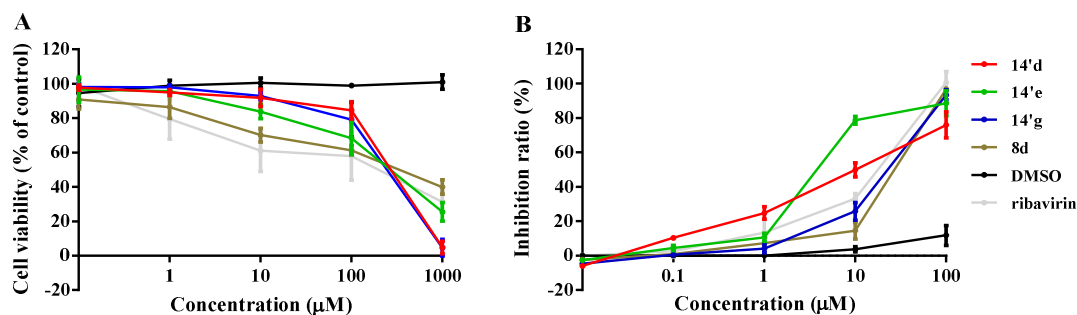 A
Cell viability (% of control)
120
100
80
60
40
20
0
-20
1
10
100
1000
Concentration (μM)
B
Inhibition ratio (%)
120
100
80
60
40
20
0
-20
0.1
1
10
100
Concentration (μM)
14'd
14'e
14'g
8d
DMSO
ribavirin